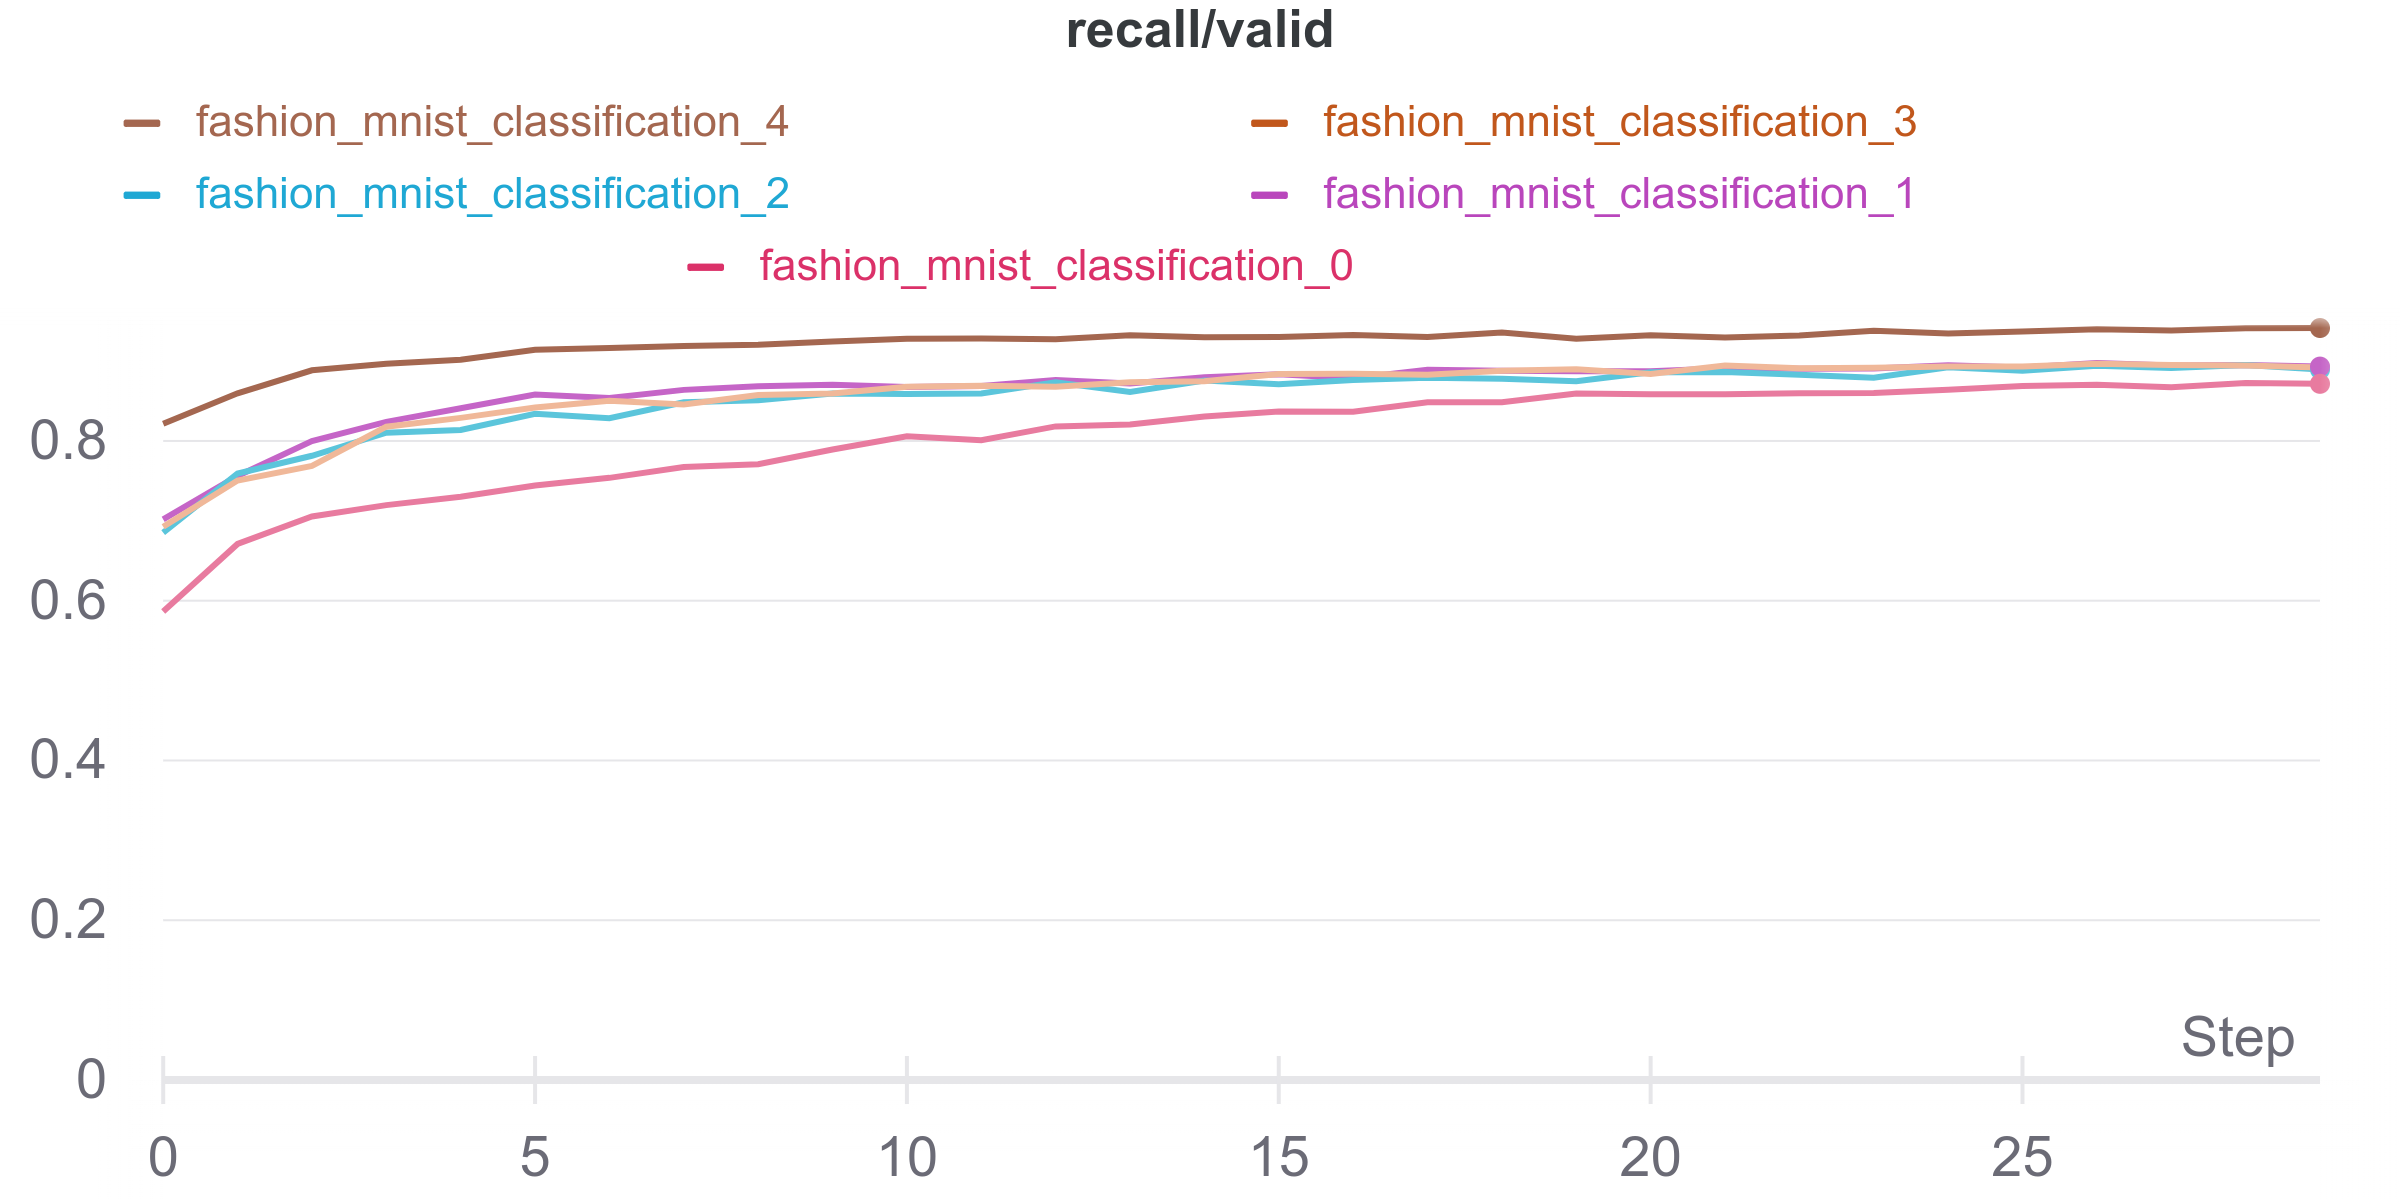 recall/valid
fashion_mnist_classification_4 fashion_mnist_classification_3
fashion_mnist_classification_2 fashion_mnist_classification_1
fashion_mnist_classification_0
0.8
0.6
0.4
0.2
Step
0
0 5 10 15 20 25